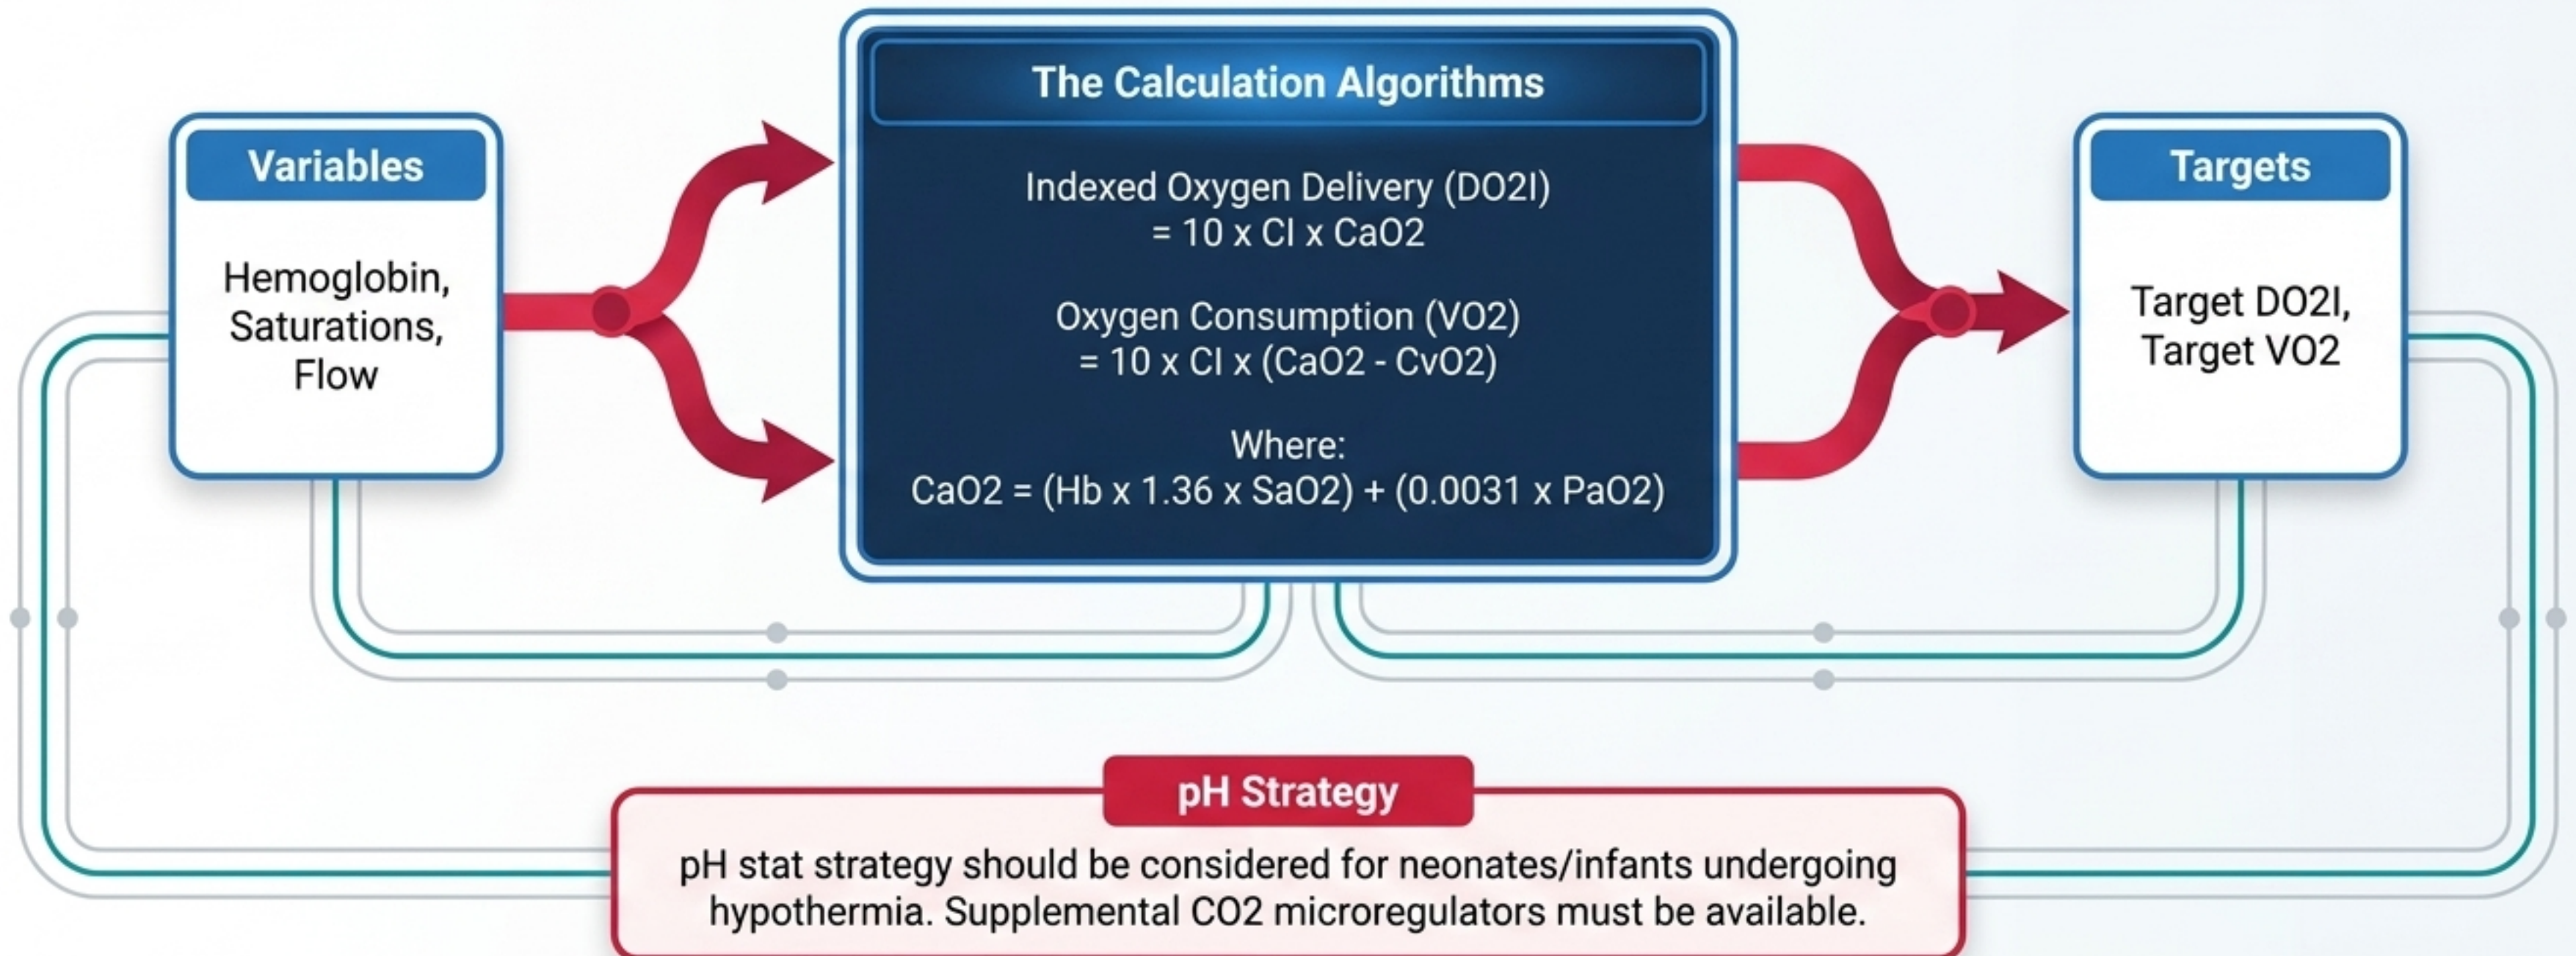 The Calculation Algorithms
Variables
Hemoglobin,
Saturations,
Flow
Indexed Oxygen Delivery (DO2I)
= 10 x CI x CaO2
Oxygen Consumption (VO2)
= 10 x CI x (CaO2 - CvO2)
Where:
CaO2 = (Hb x 1.36 x SaO2) + (0.0031 x PaO2)
Targets
Target DO2I,
Target VO2
pH Strategy
pH stat strategy should be considered for neonates/infants undergoing
hypothermia. Supplemental CO2 microregulators must be available.